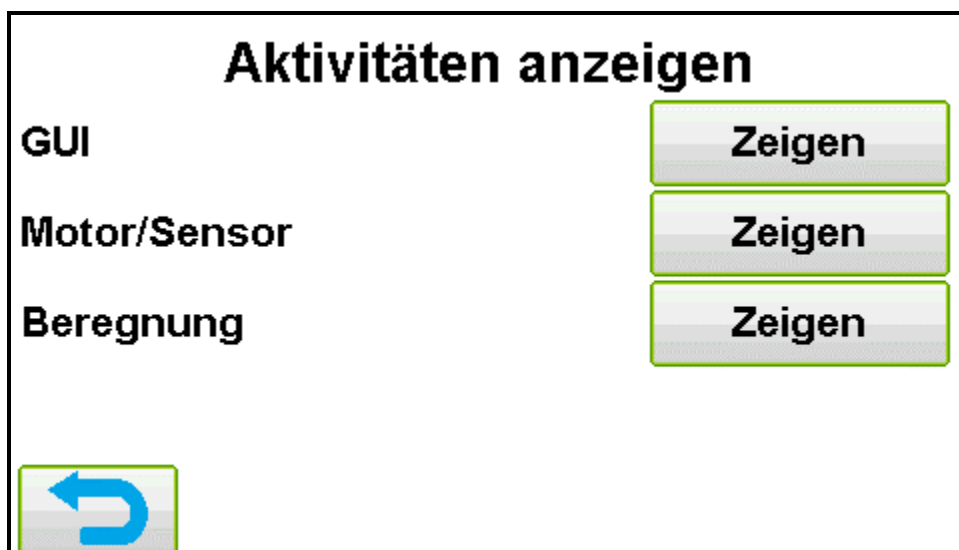 Aktivitäten anzeigen
GUI Zeigen
Motor/Sensor Zeigen
Beregnung Zeigen